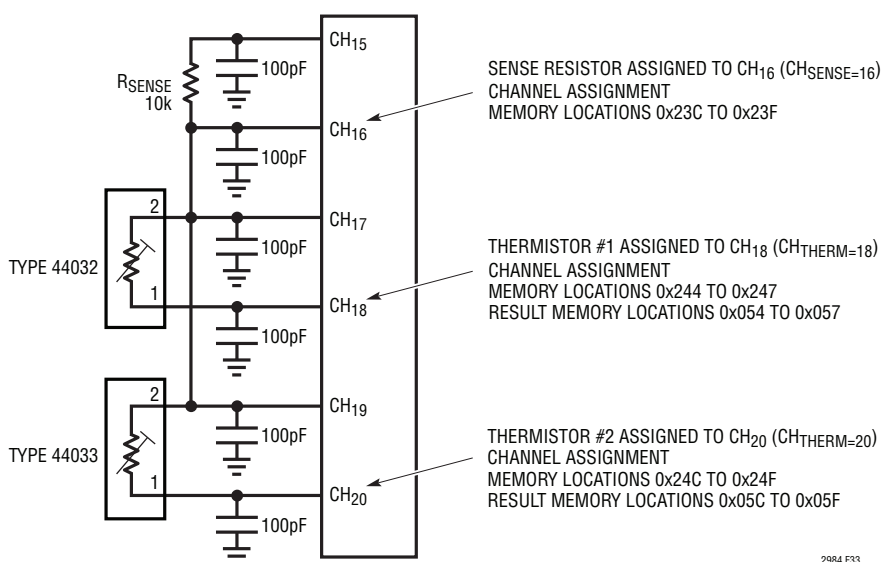 CH15
100pF
RSENSE
10k
CH16
100pF
SENSE RESISTOR ASSIGNED TO CH16 (CHSENSE=16)
CHANNEL ASSIGNMENT
MEMORY LOCATIONS 0x23C TO 0x23F
2
CH17
100pF
TYPE 44032
1
CH18
100pF
THERMISTOR #1 ASSIGNED TO CH18 (CHTHERM=18)
CHANNEL ASSIGNMENT
MEMORY LOCATIONS 0x244 TO 0x247
RESULT MEMORY LOCATIONS 0x054 TO 0x057
2
CH19
100pF
TYPE 44033
1
CH20
100pF
THERMISTOR #2 ASSIGNED TO CH20 (CHTHERM=20)
CHANNEL ASSIGNMENT
MEMORY LOCATIONS 0x24C TO 0x24F
RESULT MEMORY LOCATIONS 0x05C TO 0x05F
2984 F33